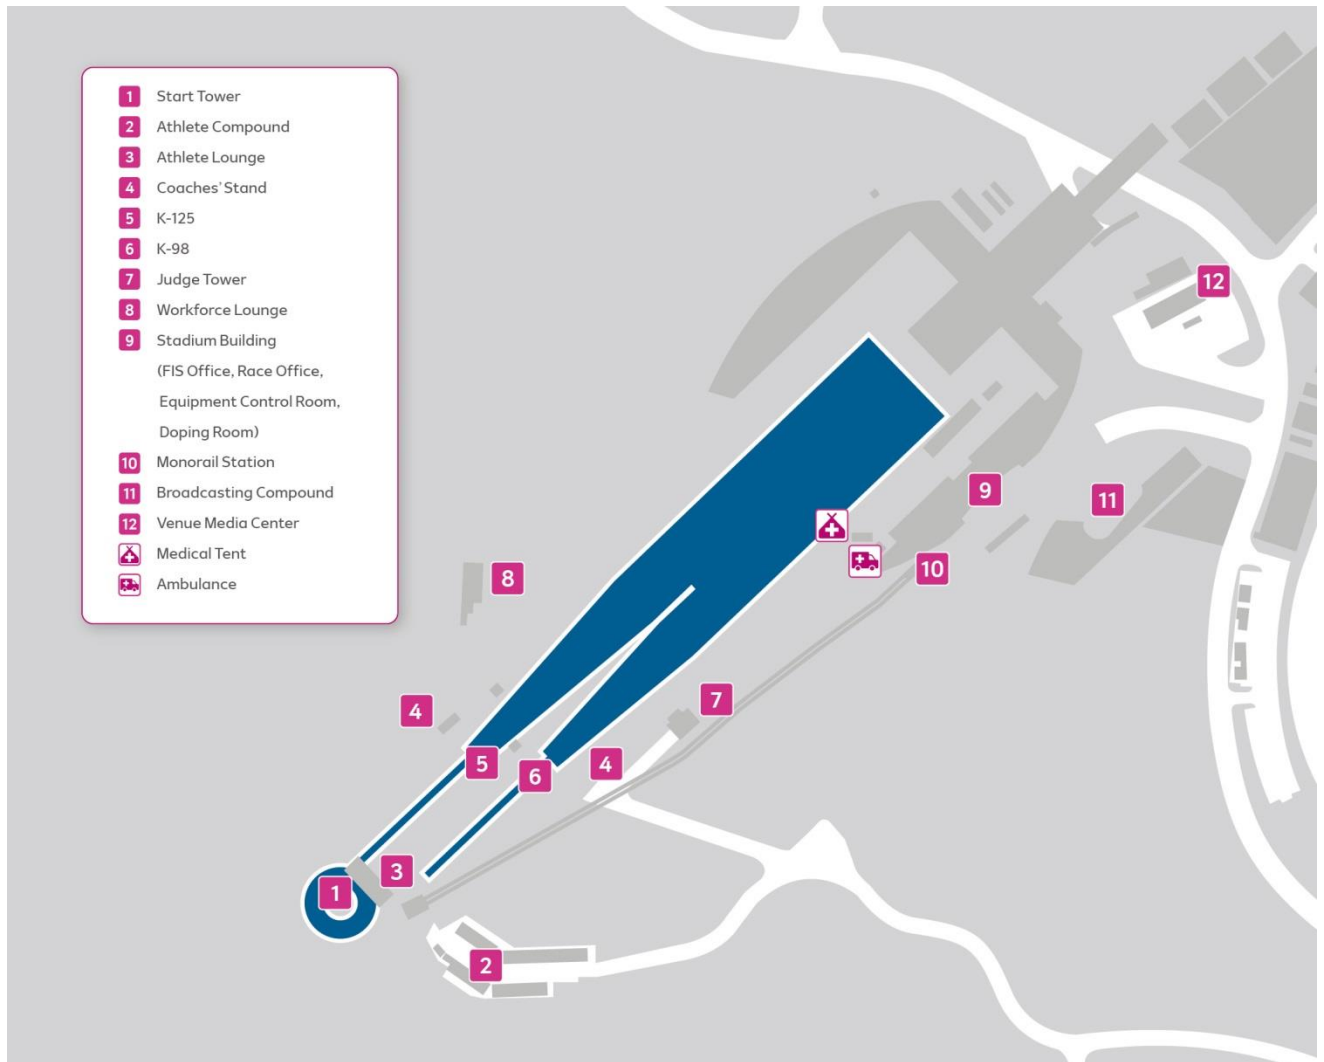 1 Start Tower
2 Athlete Compound
3 Athlete Lounge
4 Coaches' Stand
5 K-125
6 K-98
7 Judge Tower
8 Workforce Lounge
9 Stadium Building
(FIS Office, Race Office,
Equipment Control Room,
Doping Room)
10 Monorail Station
11 Broadcasting Compound
12 Venue Media Center
Medical Tent
Ambulance
12
9
11
10
8
7
4
5
6
4
3
1
2